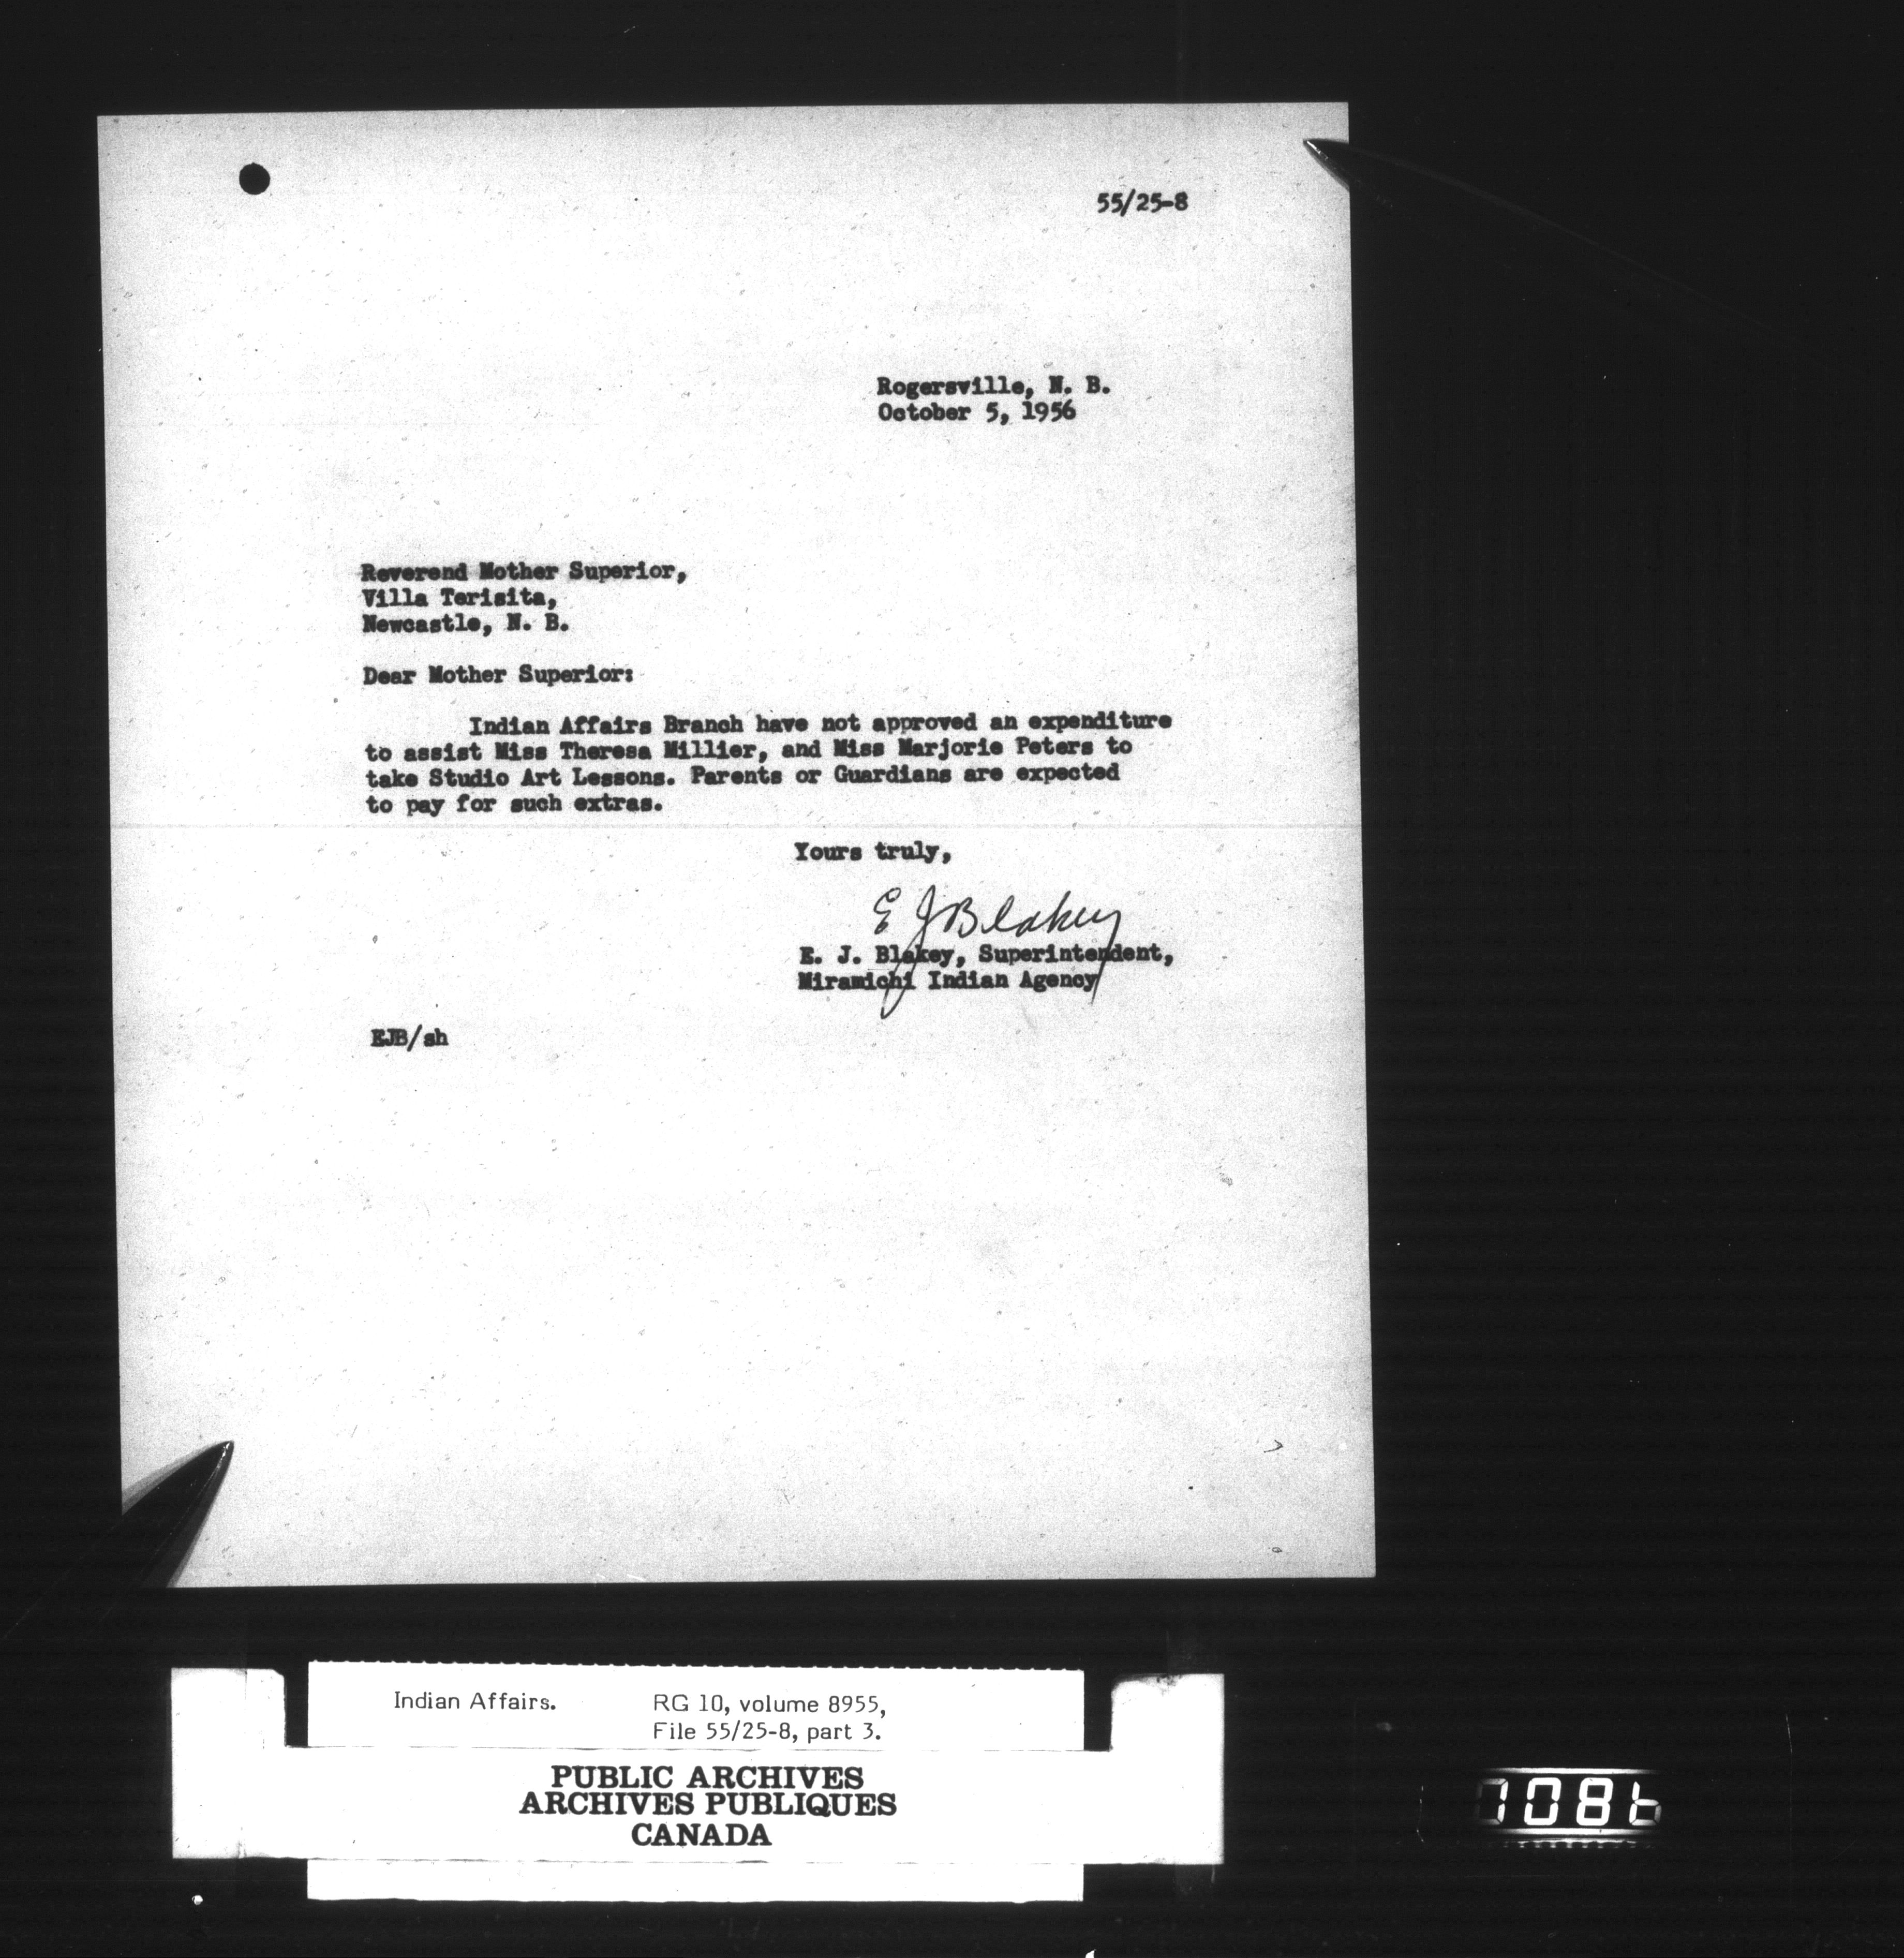 55/25-8
Rogersville, N. B.
October 5, 1956
Reverend Mother Superior,
Villa Terisita,
Newcastle, N. B.
Dear Mother Superior:
Indian Affairs Branch have not approved an expenditure
to assist Miss Theresa Millier, and Miss Marjorie Peters to
take Studio Art Lessons. Parents or Guardians are expected
to pay for such extras.
Yours truly,
E J Blakey
E. J. Blakey, Superintendent,
Miramichi Indian Agency
EJB/sh
Indian Affairs. RG 10, volume 8955,
File 55/25-8, part 3.
PUBLIC ARCHIVES
ARCHIVES PUBLIQUES
CANADA